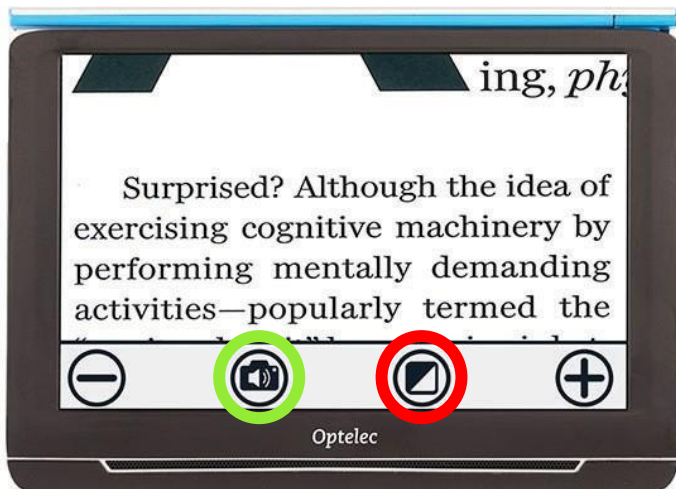 ing,
Surprised? Although the idea of
exercising cognitive machinery by
performing mentally demanding
activities—popularly termed the
Optelec